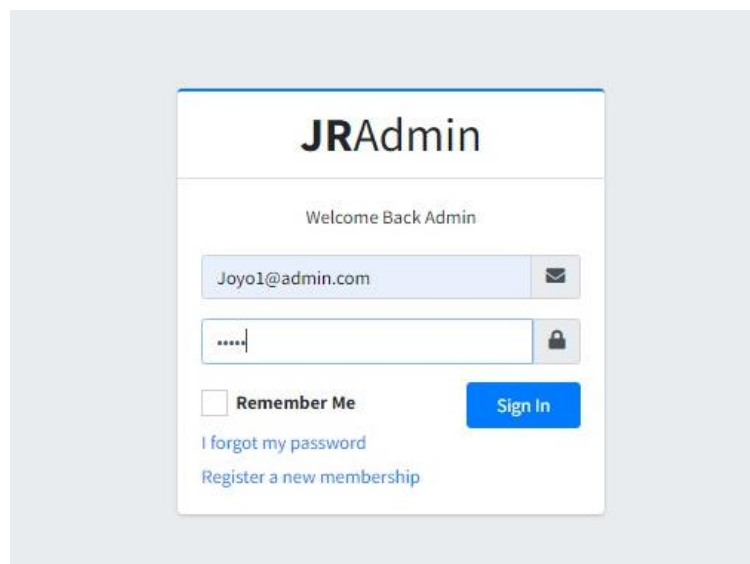 JRAdmin
Welcome Back Admin
Joyo1@admin.com
•••••
Remember Me
Sign In
I forgot my password
Register a new membership